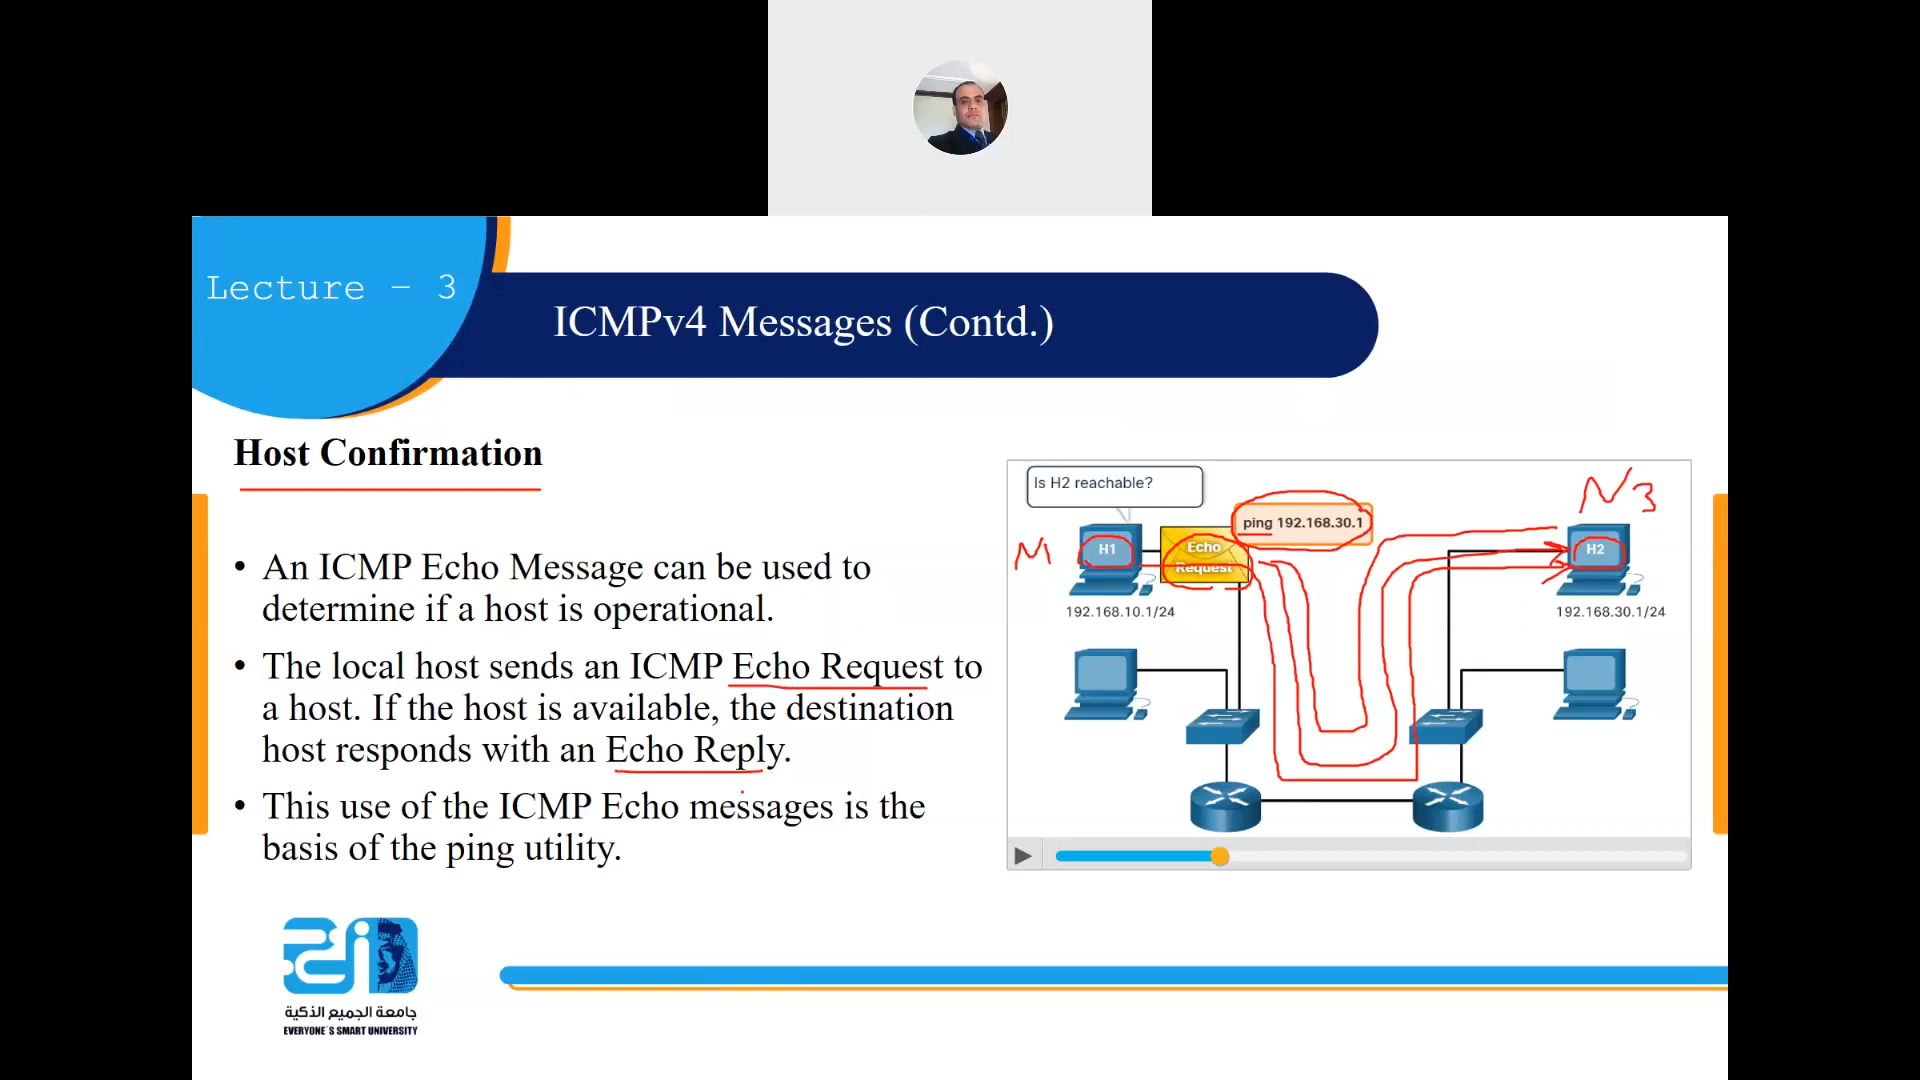 Lecture - 3
ICMPv4 Messages (Contd.)
Host Confirmation
• An ICMP Echo Message can be used to
determine if a host is operational.
• The local host sends an ICMP Echo Request to
a host. If the host is available, the destination
host responds with an Echo Reply.
• This use of the ICMP Echo messages is the
basis of the ping utility.
Is H2 reachable?
ping 192.168.30.1
N1
H1
Echo
Request
192.168.10.1/24
N3
H2
192.168.30.1/24
جامعة الجميع الذكية
EVERYONE'S SMART UNIVERSITY